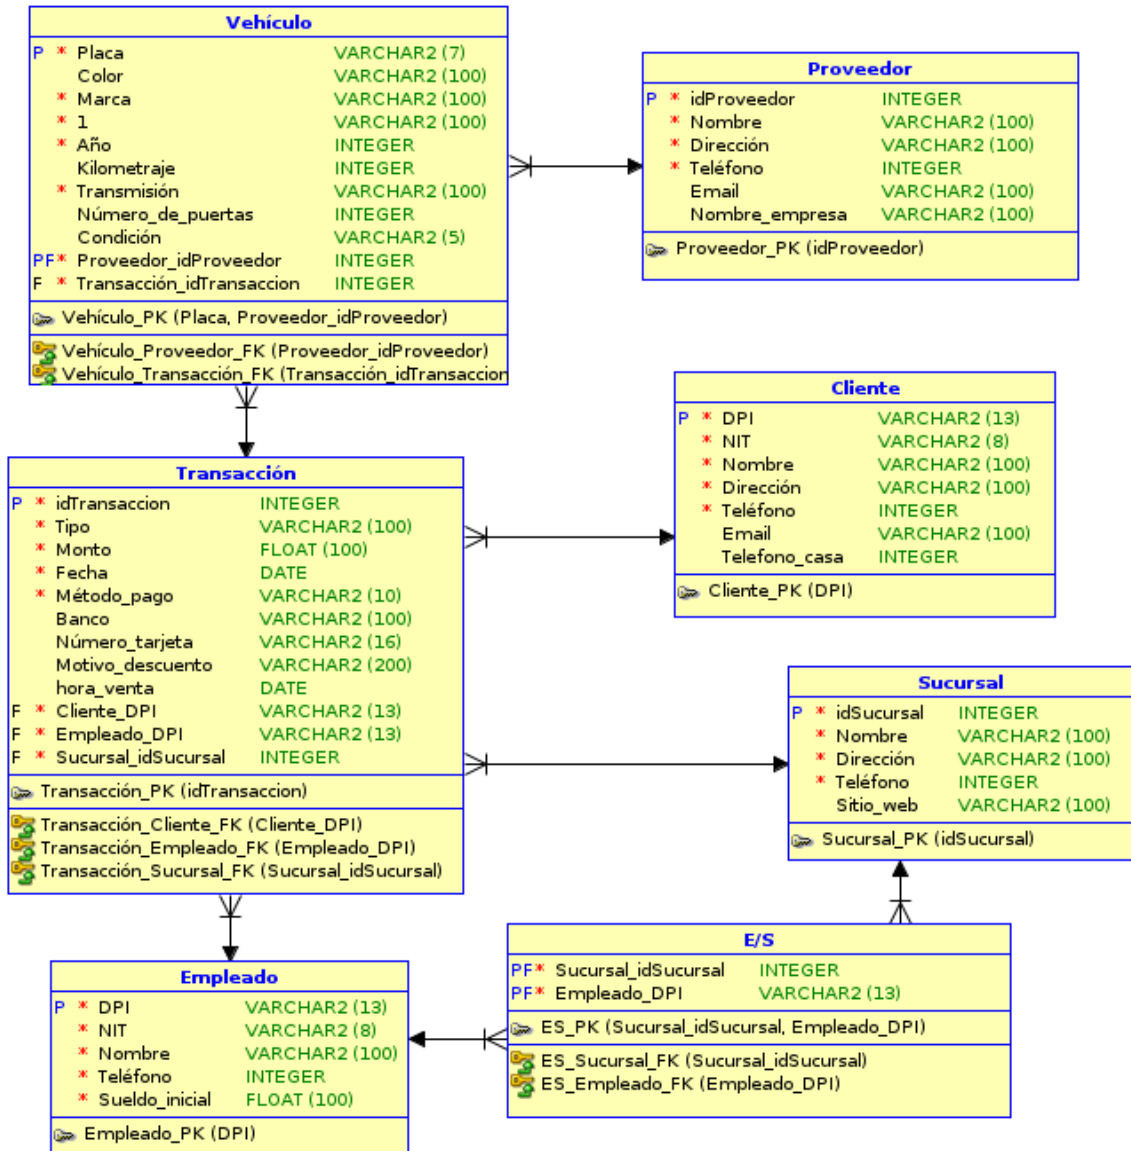 Vehículo
P * Placa VARCHAR2 (7)
Color VARCHAR2 (100)
* Marca VARCHAR2 (100)
* 1 VARCHAR2 (100)
* Año INTEGER
Kilometraje INTEGER
* Transmisión VARCHAR2 (100)
Número_de_puertas INTEGER
Condición VARCHAR2 (5)
PF* Proveedor_idProveedor INTEGER
F * Transacción_idTransaccion INTEGER
Vehículo_PK (Placa, Proveedor_idProveedor)
Vehículo_Proveedor_FK (Proveedor_idProveedor)
Vehículo_Transacción_FK (Transacción_idTransaccion
Proveedor
P * idProveedor INTEGER
* Nombre VARCHAR2 (100)
* Dirección VARCHAR2 (100)
* Teléfono INTEGER
Email VARCHAR2 (100)
Nombre_empresa VARCHAR2 (100)
Proveedor_PK (idProveedor)
Cliente
P * DPI VARCHAR2 (13)
* NIT VARCHAR2 (8)
* Nombre VARCHAR2 (100)
* Dirección VARCHAR2 (100)
* Teléfono INTEGER
Email VARCHAR2 (100)
Telefono_casa INTEGER
Cliente_PK (DPI)
Transacción
P * idTransaccion INTEGER
* Tipo VARCHAR2 (100)
* Monto FLOAT (100)
* Fecha DATE
* Método_pago VARCHAR2 (10)
Banco VARCHAR2 (100)
Número_tarjeta VARCHAR2 (16)
Motivo_descuento VARCHAR2 (200)
hora_venta DATE
F * Cliente_DPI VARCHAR2 (13)
F * Empleado_DPI VARCHAR2 (13)
F * Sucursal_idSucursal INTEGER
Transacción_PK (idTransaccion)
Transacción_Cliente_FK (Cliente_DPI)
Transacción_Empleado_FK (Empleado_DPI)
Transacción_Sucursal_FK (Sucursal_idSucursal)
Sucursal
P * idSucursal INTEGER
* Nombre VARCHAR2 (100)
* Dirección VARCHAR2 (100)
* Teléfono INTEGER
Sitio_web VARCHAR2 (100)
Sucursal_PK (idSucursal)
E/S
PF* Sucursal_idSucursal INTEGER
PF* Empleado_DPI VARCHAR2 (13)
ES_PK (Sucursal_idSucursal, Empleado_DPI)
ES_Sucursal_FK (Sucursal_idSucursal)
ES_Empleado_FK (Empleado_DPI)
Empleado
P * DPI VARCHAR2 (13)
* NIT VARCHAR2 (8)
* Nombre VARCHAR2 (100)
* Teléfono INTEGER
* Sueldo_inicial FLOAT (100)
Empleado_PK (DPI)